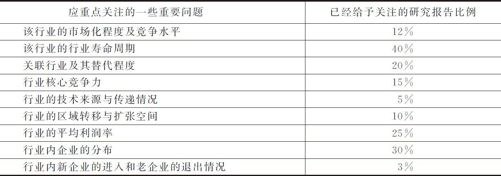 应重点关注的一些重要问题 已经给予关注的研究报告比例
该行业的市场化程度及竞争水平 12%
该行业的行业寿命周期 40%
关联行业及其替代程度 20%
行业核心竞争力 15%
行业的技术来源与传递情况 5%
行业的区域转移与扩张空间 10%
行业的平均利润率 25%
行业内企业的分布 30%
行业内新企业的进入和老企业的退出情况 3%